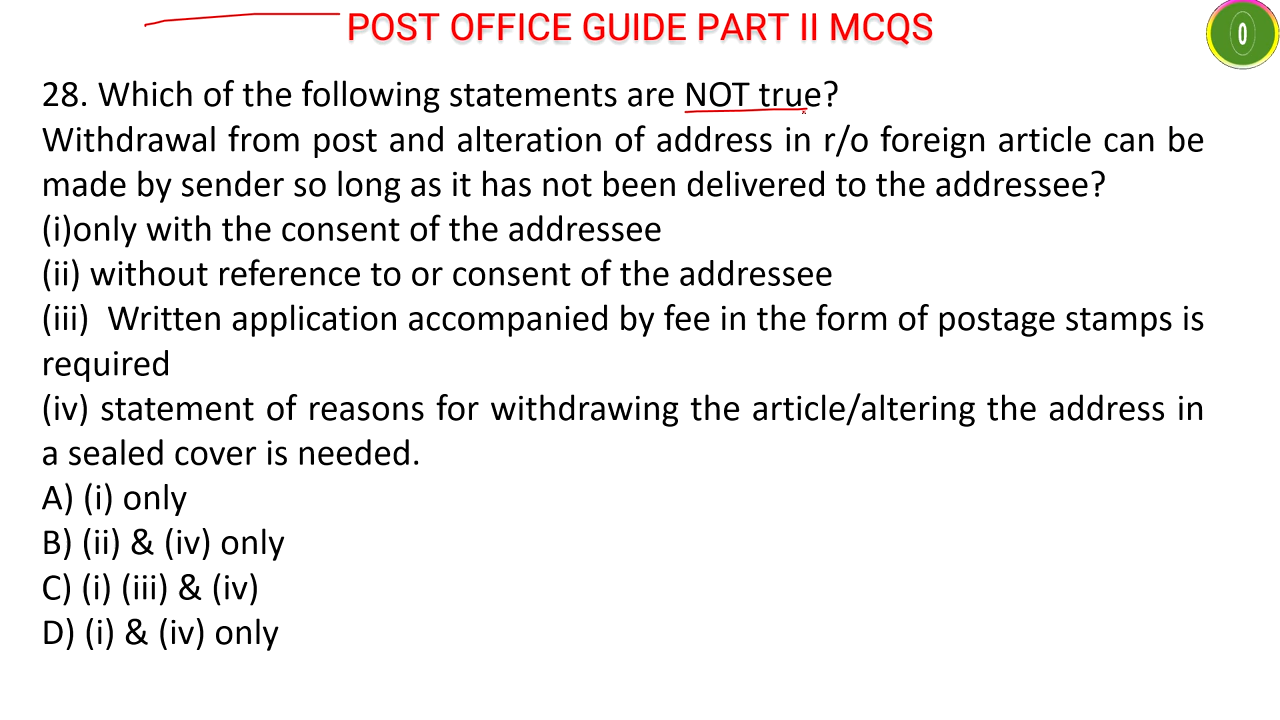 POST OFFICE GUIDE PART II MCQS
0
28. Which of the following statements are NOT true?
Withdrawal from post and alteration of address in r/o foreign article can be
made by sender so long as it has not been delivered to the addressee?
(i)only with the consent of the addressee
(ii) without reference to or consent of the addressee
(iii) Written application accompanied by fee in the form of postage stamps is
required
(iv) statement of reasons for withdrawing the article/altering the address in
a sealed cover is needed.
A) (i) only
B) (ii) & (iv) only
C) (i) (iii) & (iv)
D) (i) & (iv) only